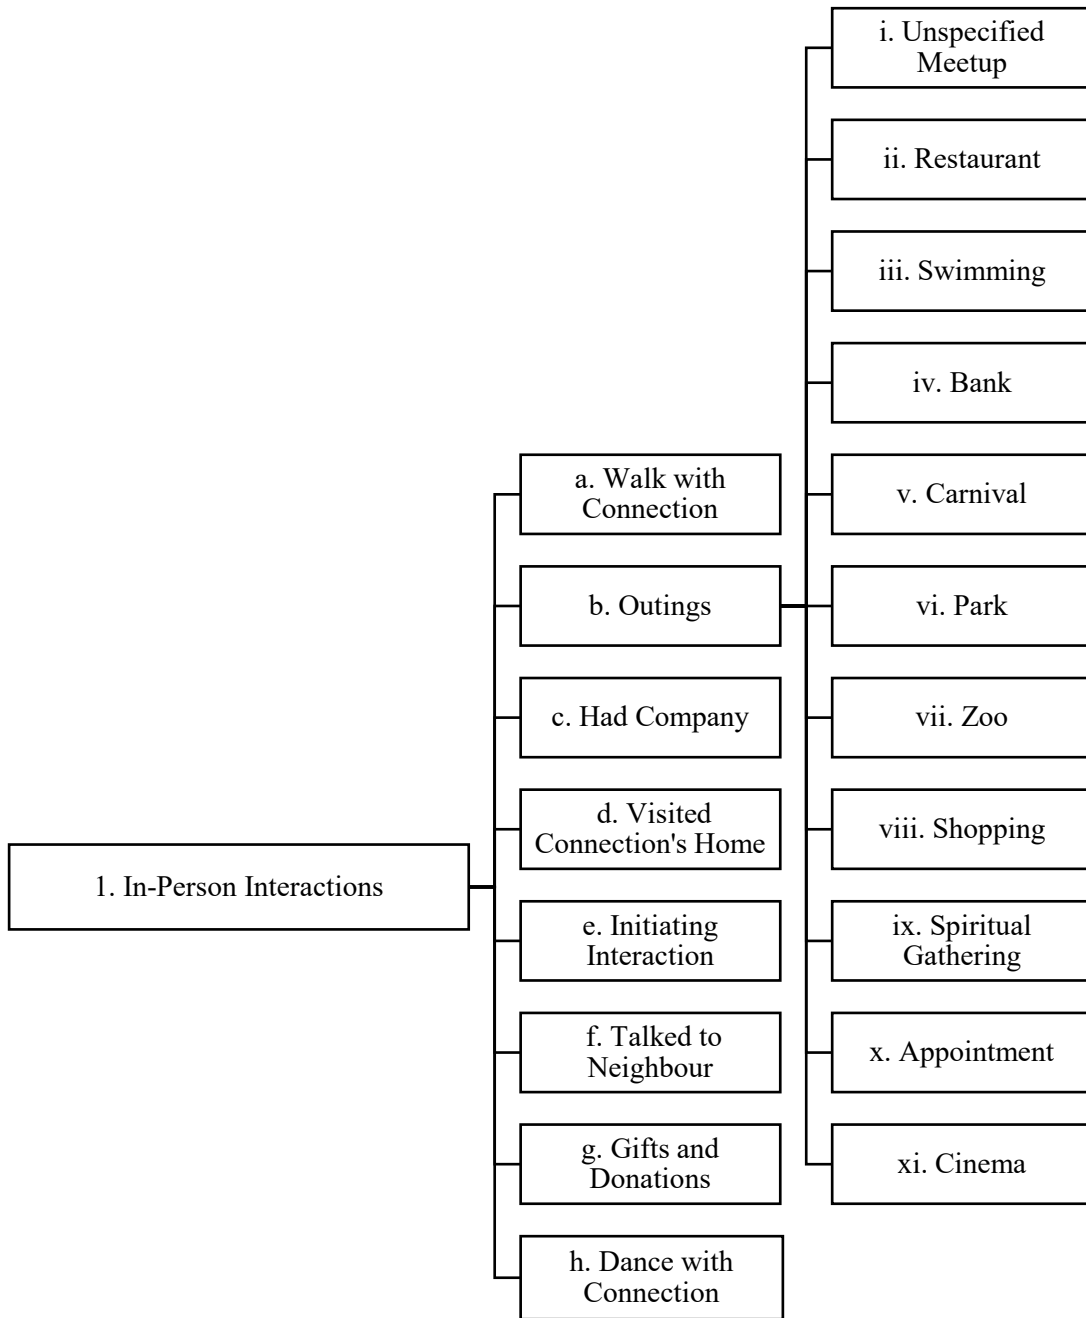 1. In-Person Interactions
a. Walk with
Connection
b. Outings
c. Had Company
d. Visited
Connection's Home
e. Initiating
Interaction
f. Talked to
Neighbour
g. Gifts and
Donations
h. Dance with
Connection
i. Unspecified
Meetup
ii. Restaurant
iii. Swimming
iv. Bank
v. Carnival
vi. Park
vii. Zoo
viii. Shopping
ix. Spiritual
Gathering
x. Appointment
xi. Cinema